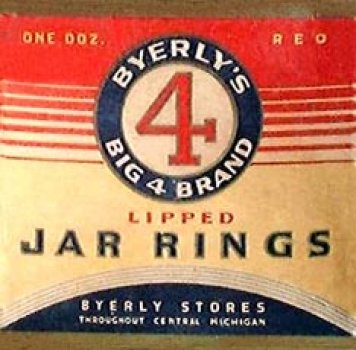 ONE DOZ. RED
BYERLY'S
4
BIG 4 BRAND
LIPPED
JAR RINGS
BYERLY STORES
THROUGHOUT CENTRAL MICHIGAN